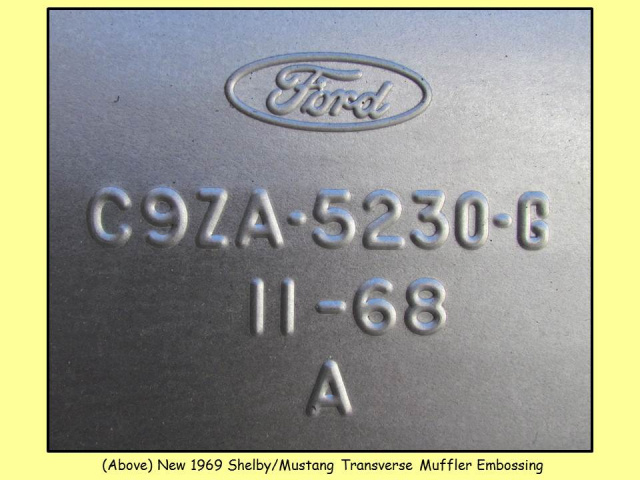 Ford
C9ZA-5230-G
11-68
A
(Above) New 1969 Shelby/Mustang Transverse Muffler Embossing